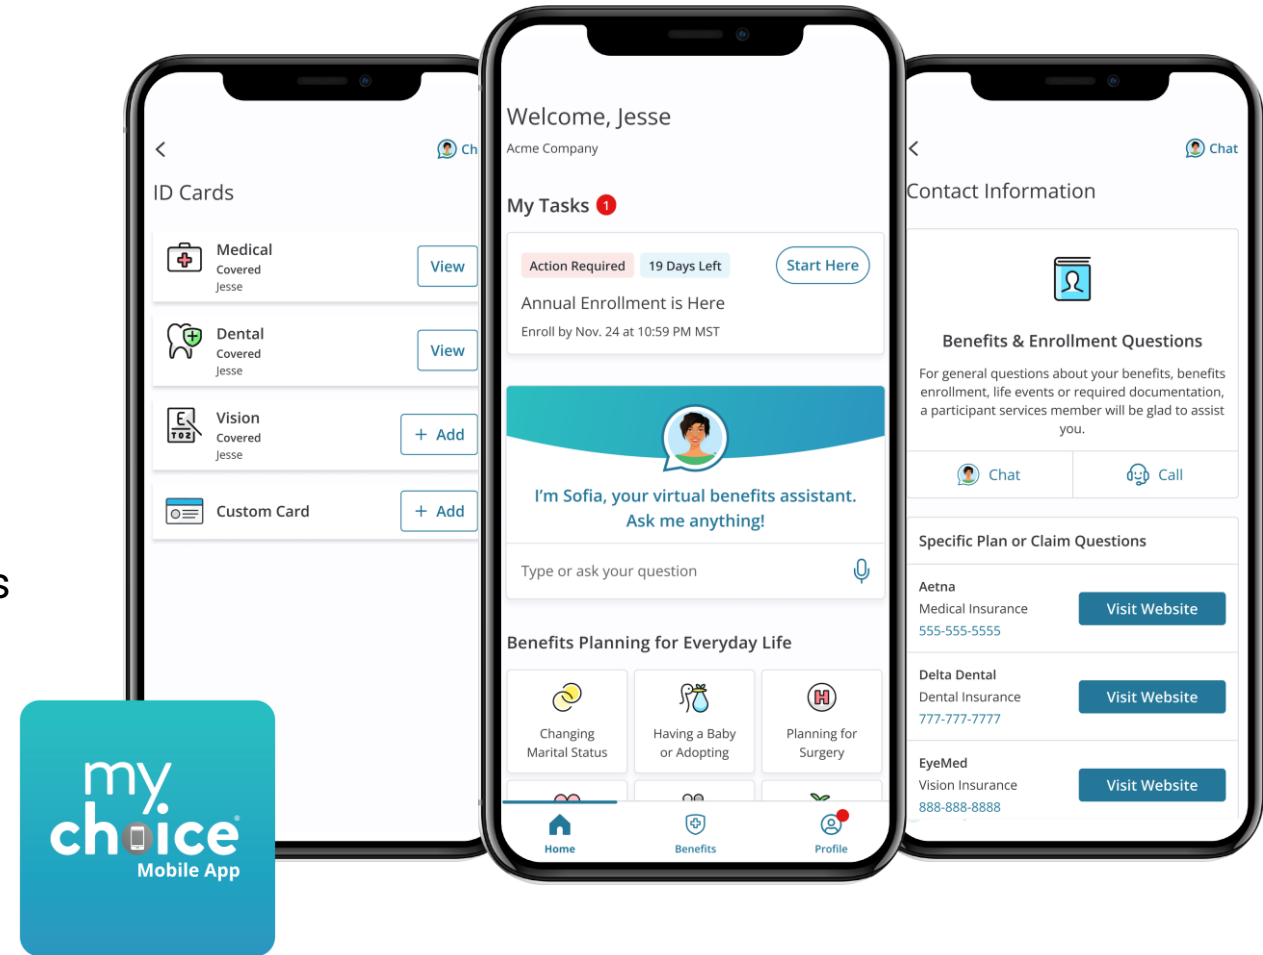 ID Cards
Ch
Medical
Covered
Jesse
View
Dental
Covered
Jesse
View
Vision
Covered
Jesse
+ Add
Custom Card
+ Add
Welcome, Jesse
Acme Company
My Tasks 1
Action Required
19 Days Left
Start Here
Annual Enrollment is Here
Enroll by Nov. 24 at 10:59 PM MST
I'm Sofia, your virtual benefits assistant.
Ask me anything!
Type or ask your question
Benefits Planning for Everyday Life
Changing
Marital Status
Having a Baby
or Adopting
Planning for
Surgery
Home
Benefits
Profile
Chat
Contact Information
Benefits & Enrollment Questions
For general questions about your benefits, benefits
enrollment, life events or required documentation,
a participant services member will be glad to assist
you.
Chat
Call
Specific Plan or Claim Questions
Aetna
Medical Insurance
555-555-5555
Visit Website
Delta Dental
Dental Insurance
777-777-7777
Visit Website
EyeMed
Vision Insurance
888-888-8888
Visit Website
s
my
choice®
Mobile App